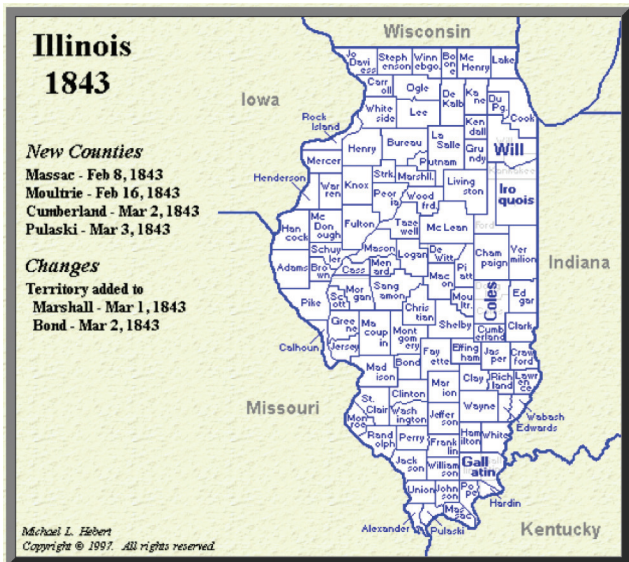 Illinois
1843
New Counties
Massac - Feb 8, 1843
Moultrie - Feb 16, 1843
Cumberland - Mar 2, 1843
Pulaski - Mar 3, 1843
Changes
Territory added to
Marshall - Mar 1, 1843
Bond - Mar 2, 1843
Wisconsin
Iowa
Indiana
Missouri
Kentucky
Jo
Davi
ess
Steph
enson
Winn
ebgo.
Bo
on
e
Mc
Henry
Lake
Carr
oll
Ogle
De
Kalb
Ka
ne
Du
Pg.
Cook
White
side
Lee
Rock
Island
Ken
dall
Will
Henry
Bureau
La
Salle
Gru
ndy
Mercer
Putnam
Henderson
War
ren
Knox
Strk.
Marshll.
Living
ston
Iro
quois
Peor
ia
Wood
frd.
Han
cock
Mc
Don
ough
Fulton
Taze
well
Mc Lean
ford
Schuy
ler
Mason
Logan
De
Witt
Cham
paign
Ver
milion
Adams
Bro
wn
Cass
Men
ard
Mac
on
Pi
att
Pike
Sc
ott
Mor
gan
Sang
amon
Chris
tian
Moul
tr.
Coles
Ed
gar
Calhoun
Gree
ne
Jersey
Ma
coup
in
Mont
gom
ery
Shelby
Cumb
erland
Clark
Mad
ison
Bond
Fay
ette
Effing
ham
Jas
per
Craw
ford
Clay
Rich
land
Lawr
ence
St.
Clair
Clinton
Mar
ion
Mon
roe
Wash
ington
Jeffer
son
Wayne
Wabash
Edwards
Rand
olph
Perry
Frank
lin
Ham
ilton
White
Jack
son
William
son
Gall
atin
Union
John
son
Po
pe
Hardin
Alexander
Pulaski
Mas
sac
Michael L. Hebert
Copyright © 1997. All rights reserved.